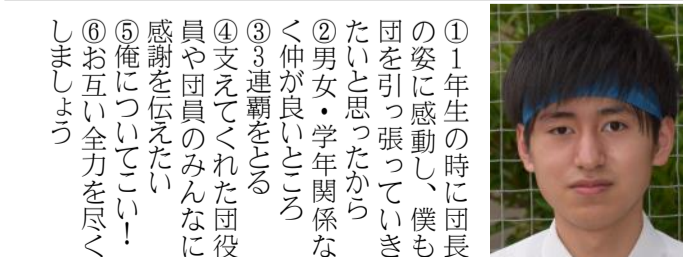 ①１年生の時に団長
の姿に感動し、僕も
団を引っ張っていき
たいと思ったから
②男女・学年関係な
く仲が良いところ
③３連覇をとる
④支えてくれた団役
員や団員のみんなに
感謝を伝えたい
⑤俺についてこい！
⑥お互い全力を尽く
しましょう